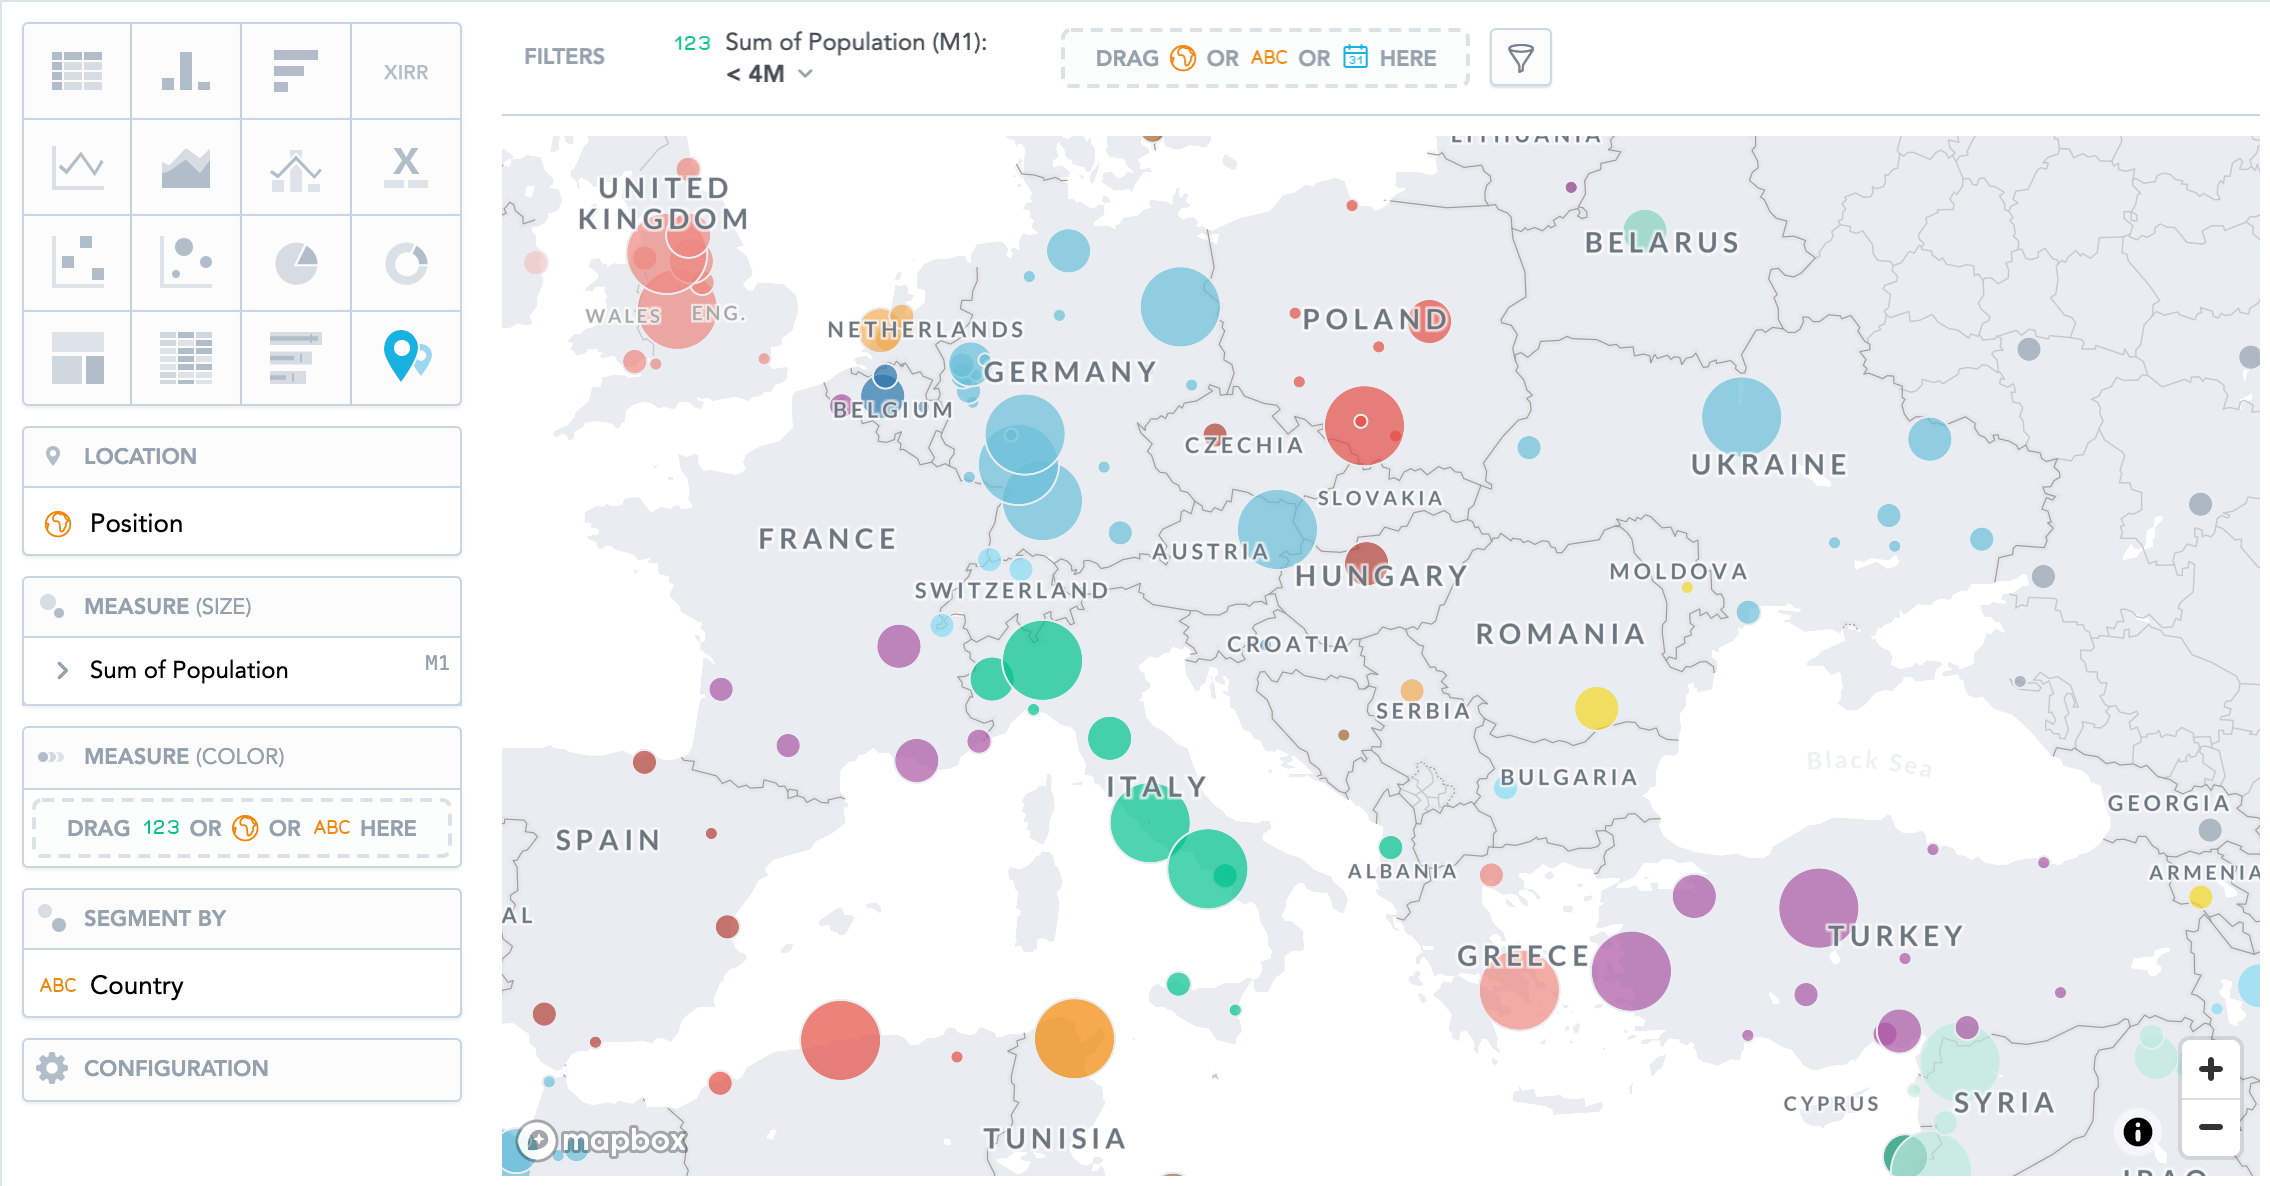 XIRR
X
LOCATION
Position
MEASURE (SIZE)
Sum of Population M1
MEASURE (COLOR)
DRAG 123 OR OR ABC HERE
SEGMENT BY
ABC Country
CONFIGURATION
FILTERS
123 Sum of Population (M1):
< 4M
DRAG OR ABC OR 31 HERE
LITHUANIA
UNITED
KINGDOM
BELARUS
WALES ENG.
NETHERLANDS
POLAND
GERMANY
BELGIUM
CZECHIA
UKRAINE
SLOVAKIA
FRANCE
AUSTRIA
HUNGARY
MOLDOVA
SWITZERLAND
CROATIA
ROMANIA
SERBIA
Black Sea
BULGARIA
ITALY
GEORGIA
SPAIN
ALBANIA
ARMENIA
AL
TURKEY
GREECE
CYPRUS
SYRIA
TUNISIA
mapbox
IRAQ
+
i
−